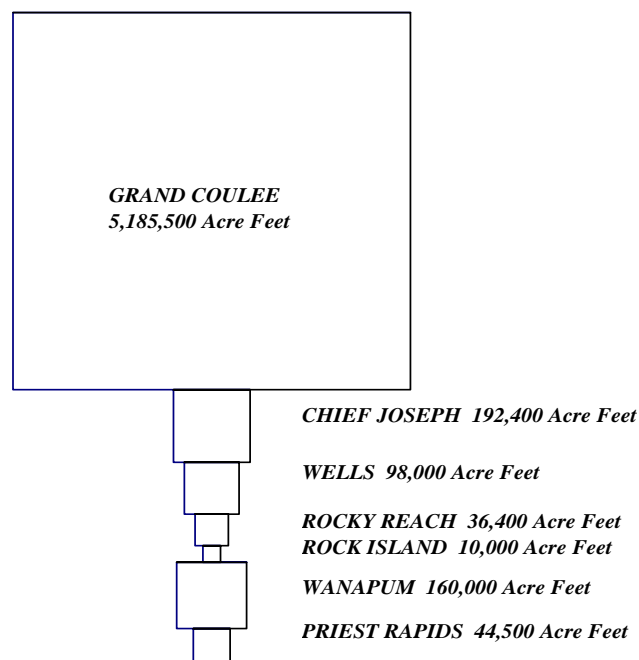 GRAND COULEE
5,185,500 Acre Feet
CHIEF JOSEPH 192,400 Acre Feet
WELLS 98,000 Acre Feet
ROCKY REACH 36,400 Acre Feet
ROCK ISLAND 10,000 Acre Feet
WANAPUM 160,000 Acre Feet
PRIEST RAPIDS 44,500 Acre Feet